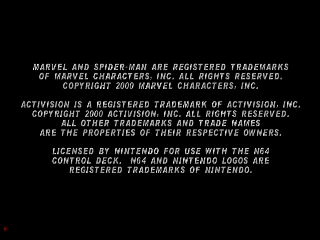 MARVEL AND SPIDER-MAN ARE REGISTERED TRADEMARKS
OF MARVEL CHARACTERS, INC. ALL RIGHTS RESERVED.
COPYRIGHT 2000 MARVEL CHARACTERS, INC.
ACTIVISION IS A REGISTERED TRADEMARK OF ACTIVISION, INC.
COPYRIGHT 2000 ACTIVISION, INC. ALL RIGHTS RESERVED.
ALL OTHER TRADEMARKS AND TRADE NAMES
ARE THE PROPERTIES OF THEIR RESPECTIVE OWNERS.
LICENSED BY NINTENDO FOR USE WITH THE N64
CONTROL DECK. N64 AND NINTENDO LOGOS ARE
REGISTERED TRADEMARKS OF NINTENDO.